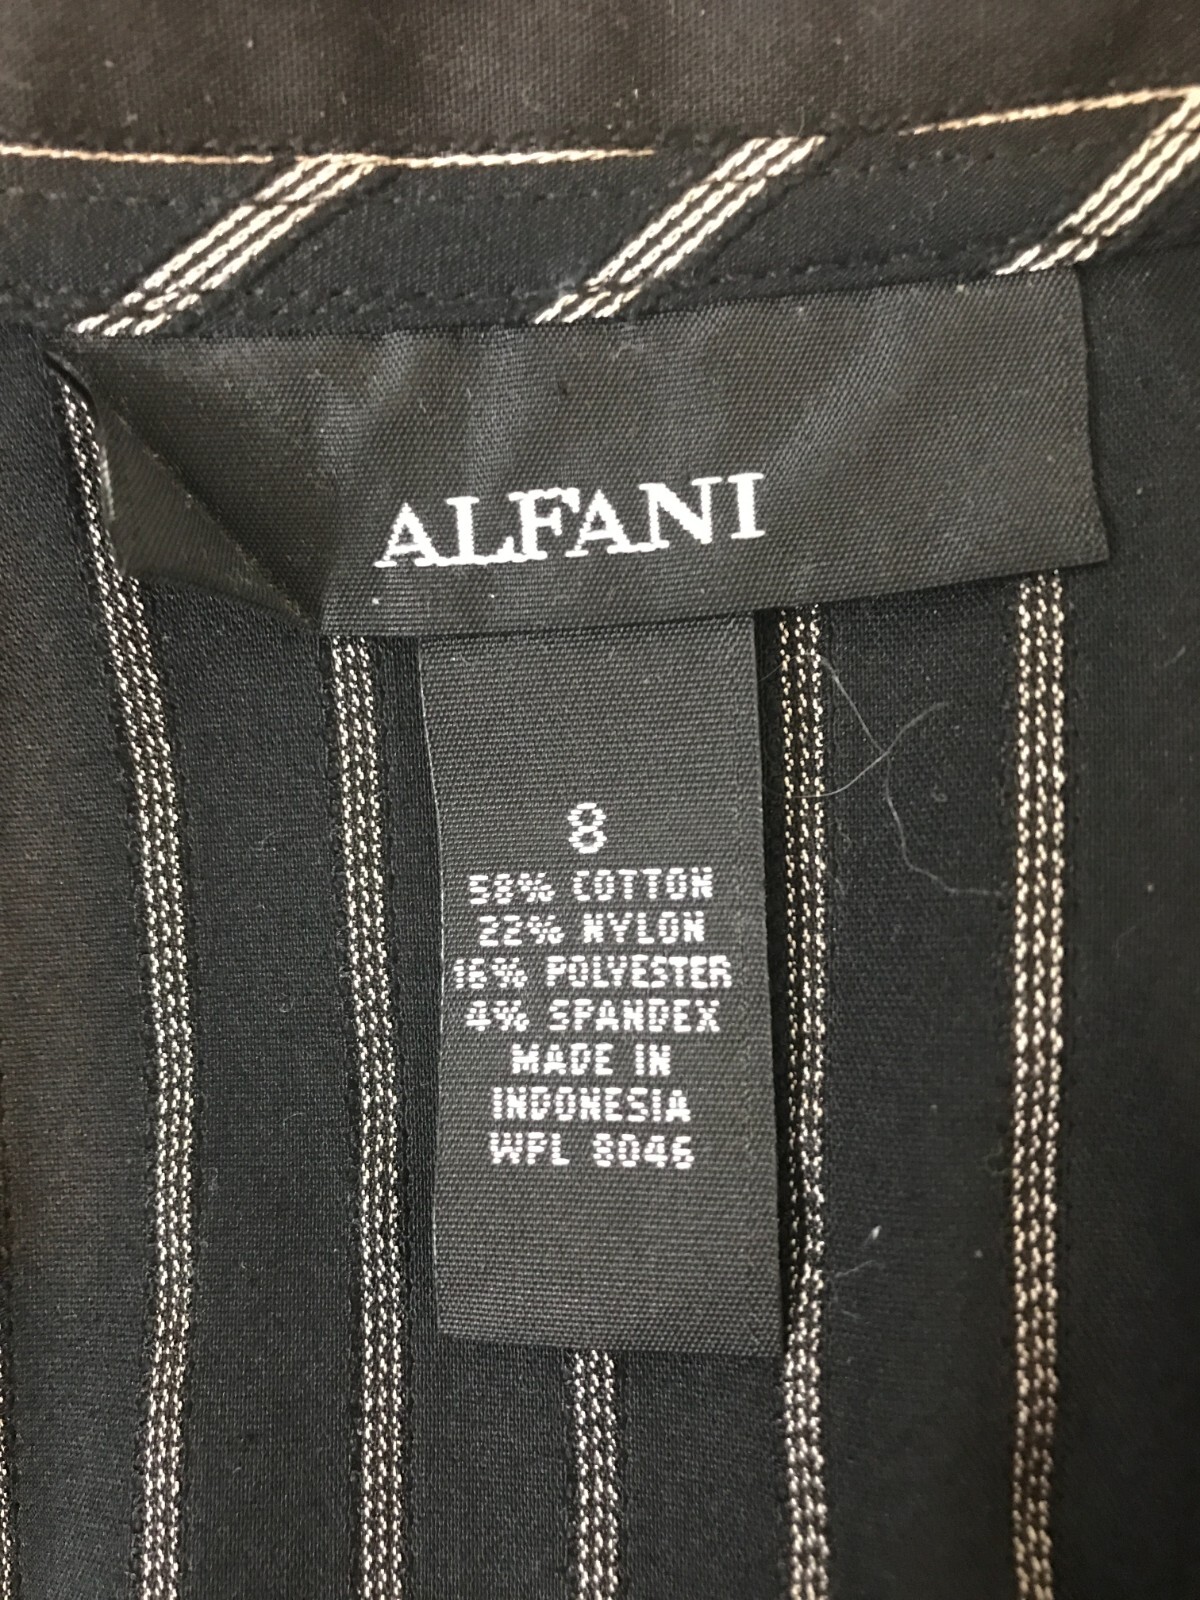 ALFANI
8
58% COTTON
22% NYLON
16% POLYESTER
4% SPANDEX
MADE IN
INDONESIA
WPL 8046